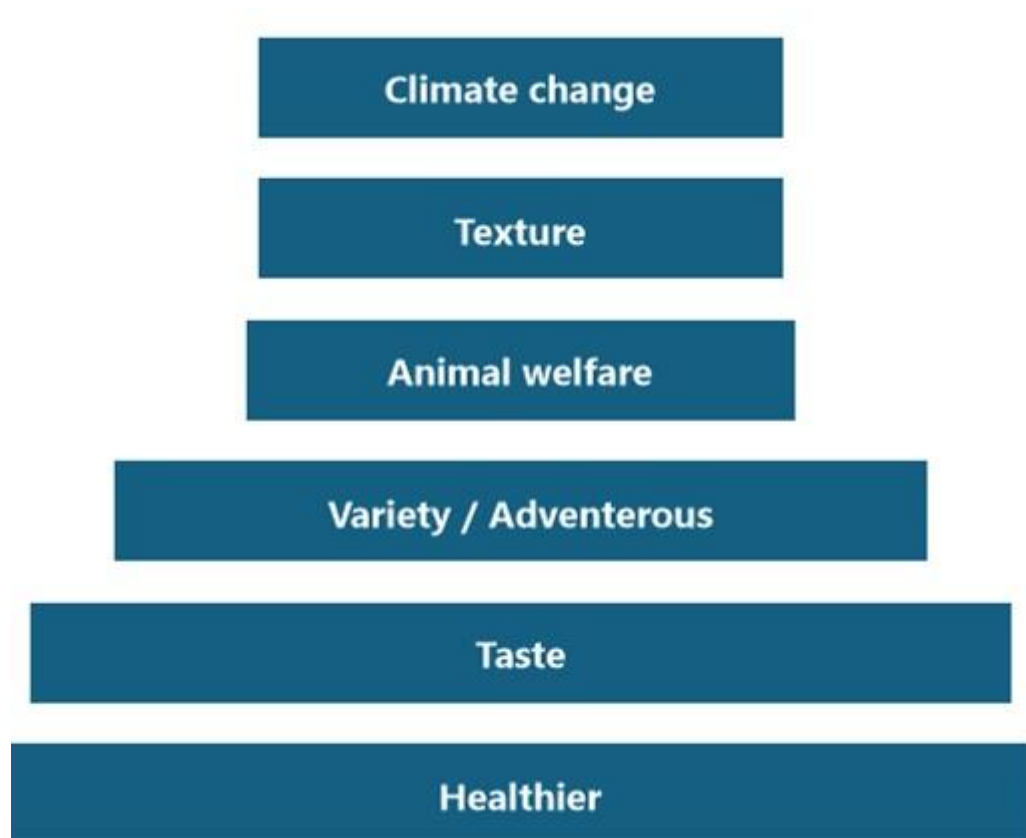 Climate change
Texture
Animal welfare
Variety / Adventerous
Taste
Healthier